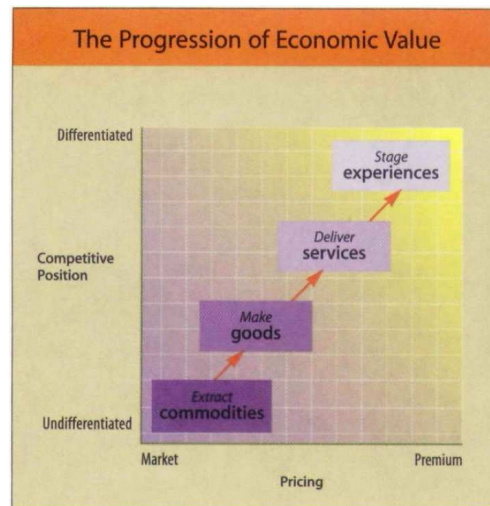 The Progression of Economic Value
Differentiated
Stage
experiences
Deliver
services
Competitive
Position
Make
goods
Extract
commodities
Undifferentiated
Market
Premium
Pricing